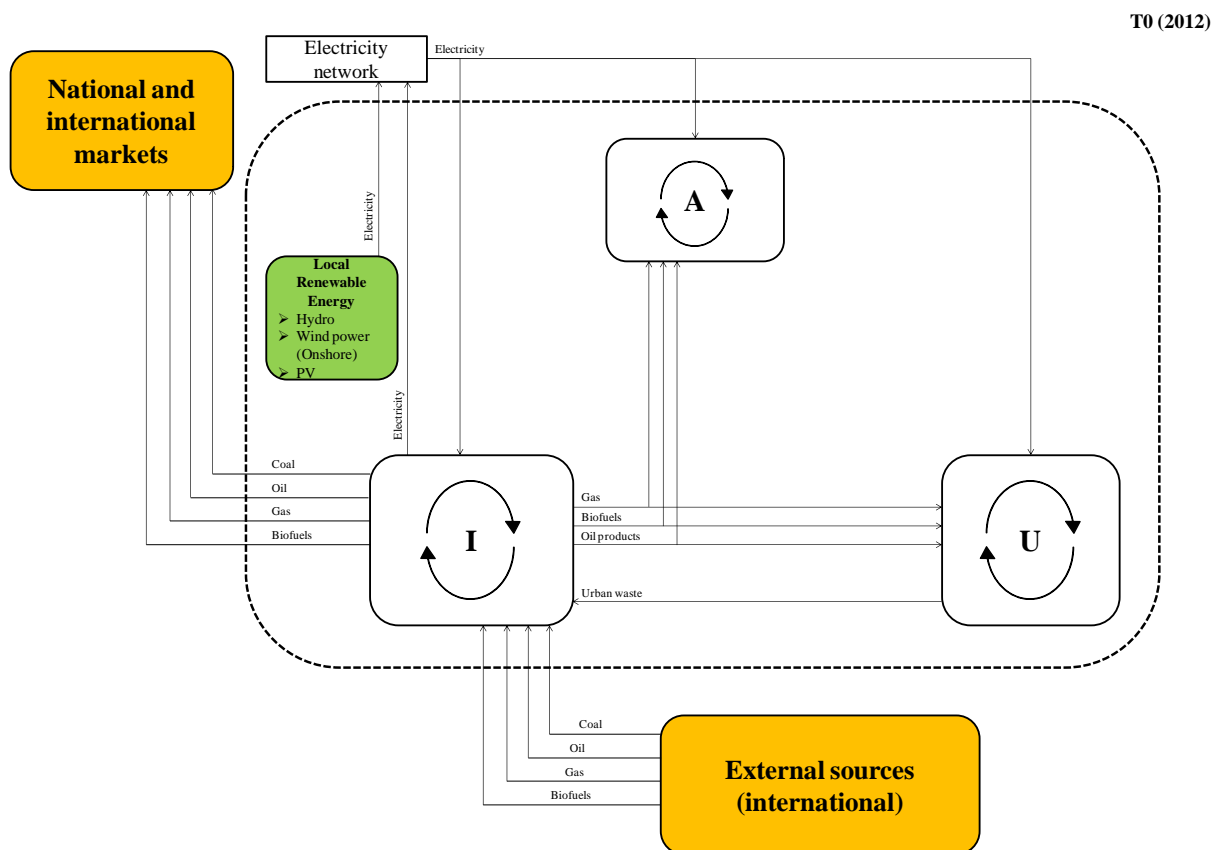 T0 (2012)
Electricity
network
Electricity
National and
international
markets
A
Electricity
Local
Renewable
Energy
➢ Hydro
➢ Wind power
(Onshore)
➢ PV
Electricity
Coal
Oil
Gas
Biofuels
I
Gas
Biofuels
Oil products
Urban waste
U
Coal
Oil
Gas
Biofuels
External sources
(international)